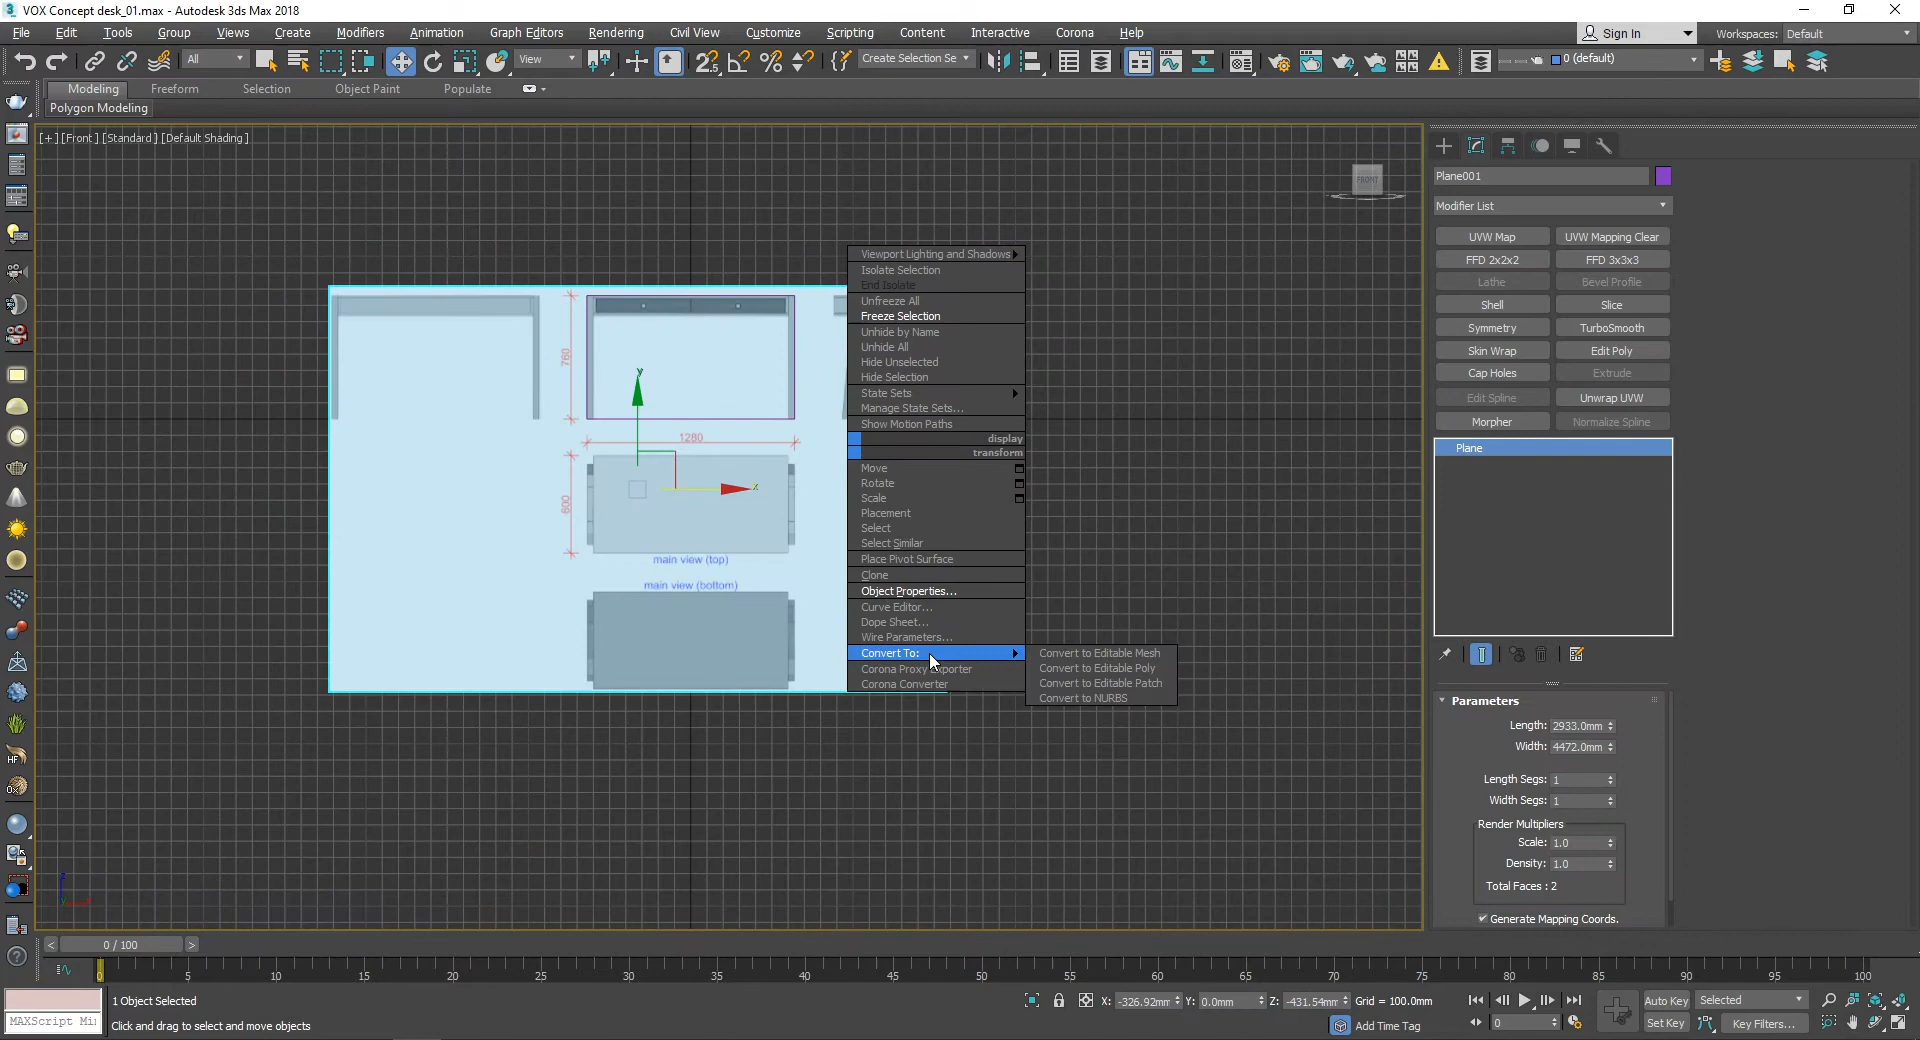 VOX Concept desk_01.max - Autodesk 3ds Max 2018
File Edit Tools Group Views Create Modifiers Animation Graph Editors Rendering Civil View Customize Scripting Content Interactive Corona Help
Sign In Workspaces: Default
All View Create Selection Se 0 (default)
Modeling Freeform Selection Object Paint Populate
Polygon Modeling
[+] [Front] [Standard] [Default Shading]
FRONT
760
1280
600
main view (top)
main view (bottom)
y
x
z
Viewport Lighting and Shadows
Isolate Selection
End Isolate
Unfreeze All
Freeze Selection
Unhide by Name
Unhide All
Hide Unselected
Hide Selection
State Sets
Manage State Sets...
Show Motion Paths
display
transform
Move
Rotate
Scale
Placement
Select
Select Similar
Place Pivot Surface
Clone
Object Properties...
Curve Editor...
Dope Sheet...
Wire Parameters...
Convert To:
Corona Proxy Exporter
Corona Converter
Convert to Editable Mesh
Convert to Editable Poly
Convert to Editable Patch
Convert to NURBS
Plane001
Modifier List
UVW Map UVW Mapping Clear
FFD 2x2x2 FFD 3x3x3
Lathe Bevel Profile
Shell Slice
Symmetry TurboSmooth
Skin Wrap Edit Poly
Cap Holes Extrude
Edit Spline Unwrap UVW
Morpher Normalize Spline
Plane
Parameters
Length: 2933.0mm
Width: 4472.0mm
Length Segs: 1
Width Segs: 1
Render Multipliers
Scale: 1.0
Density: 1.0
Total Faces : 2
Generate Mapping Coords.
< 0 / 100 >
0 5 10 15 20 25 30 35 40 45 50 55 60 65 70 75 80 85 90 95 100
1 Object Selected X: -326.92mm Y: 0.0mm Z: -431.54mm Grid = 100.0mm Auto Key Selected
MAXScript Mi Click and drag to select and move objects Add Time Tag 0 Set Key Key Filters...